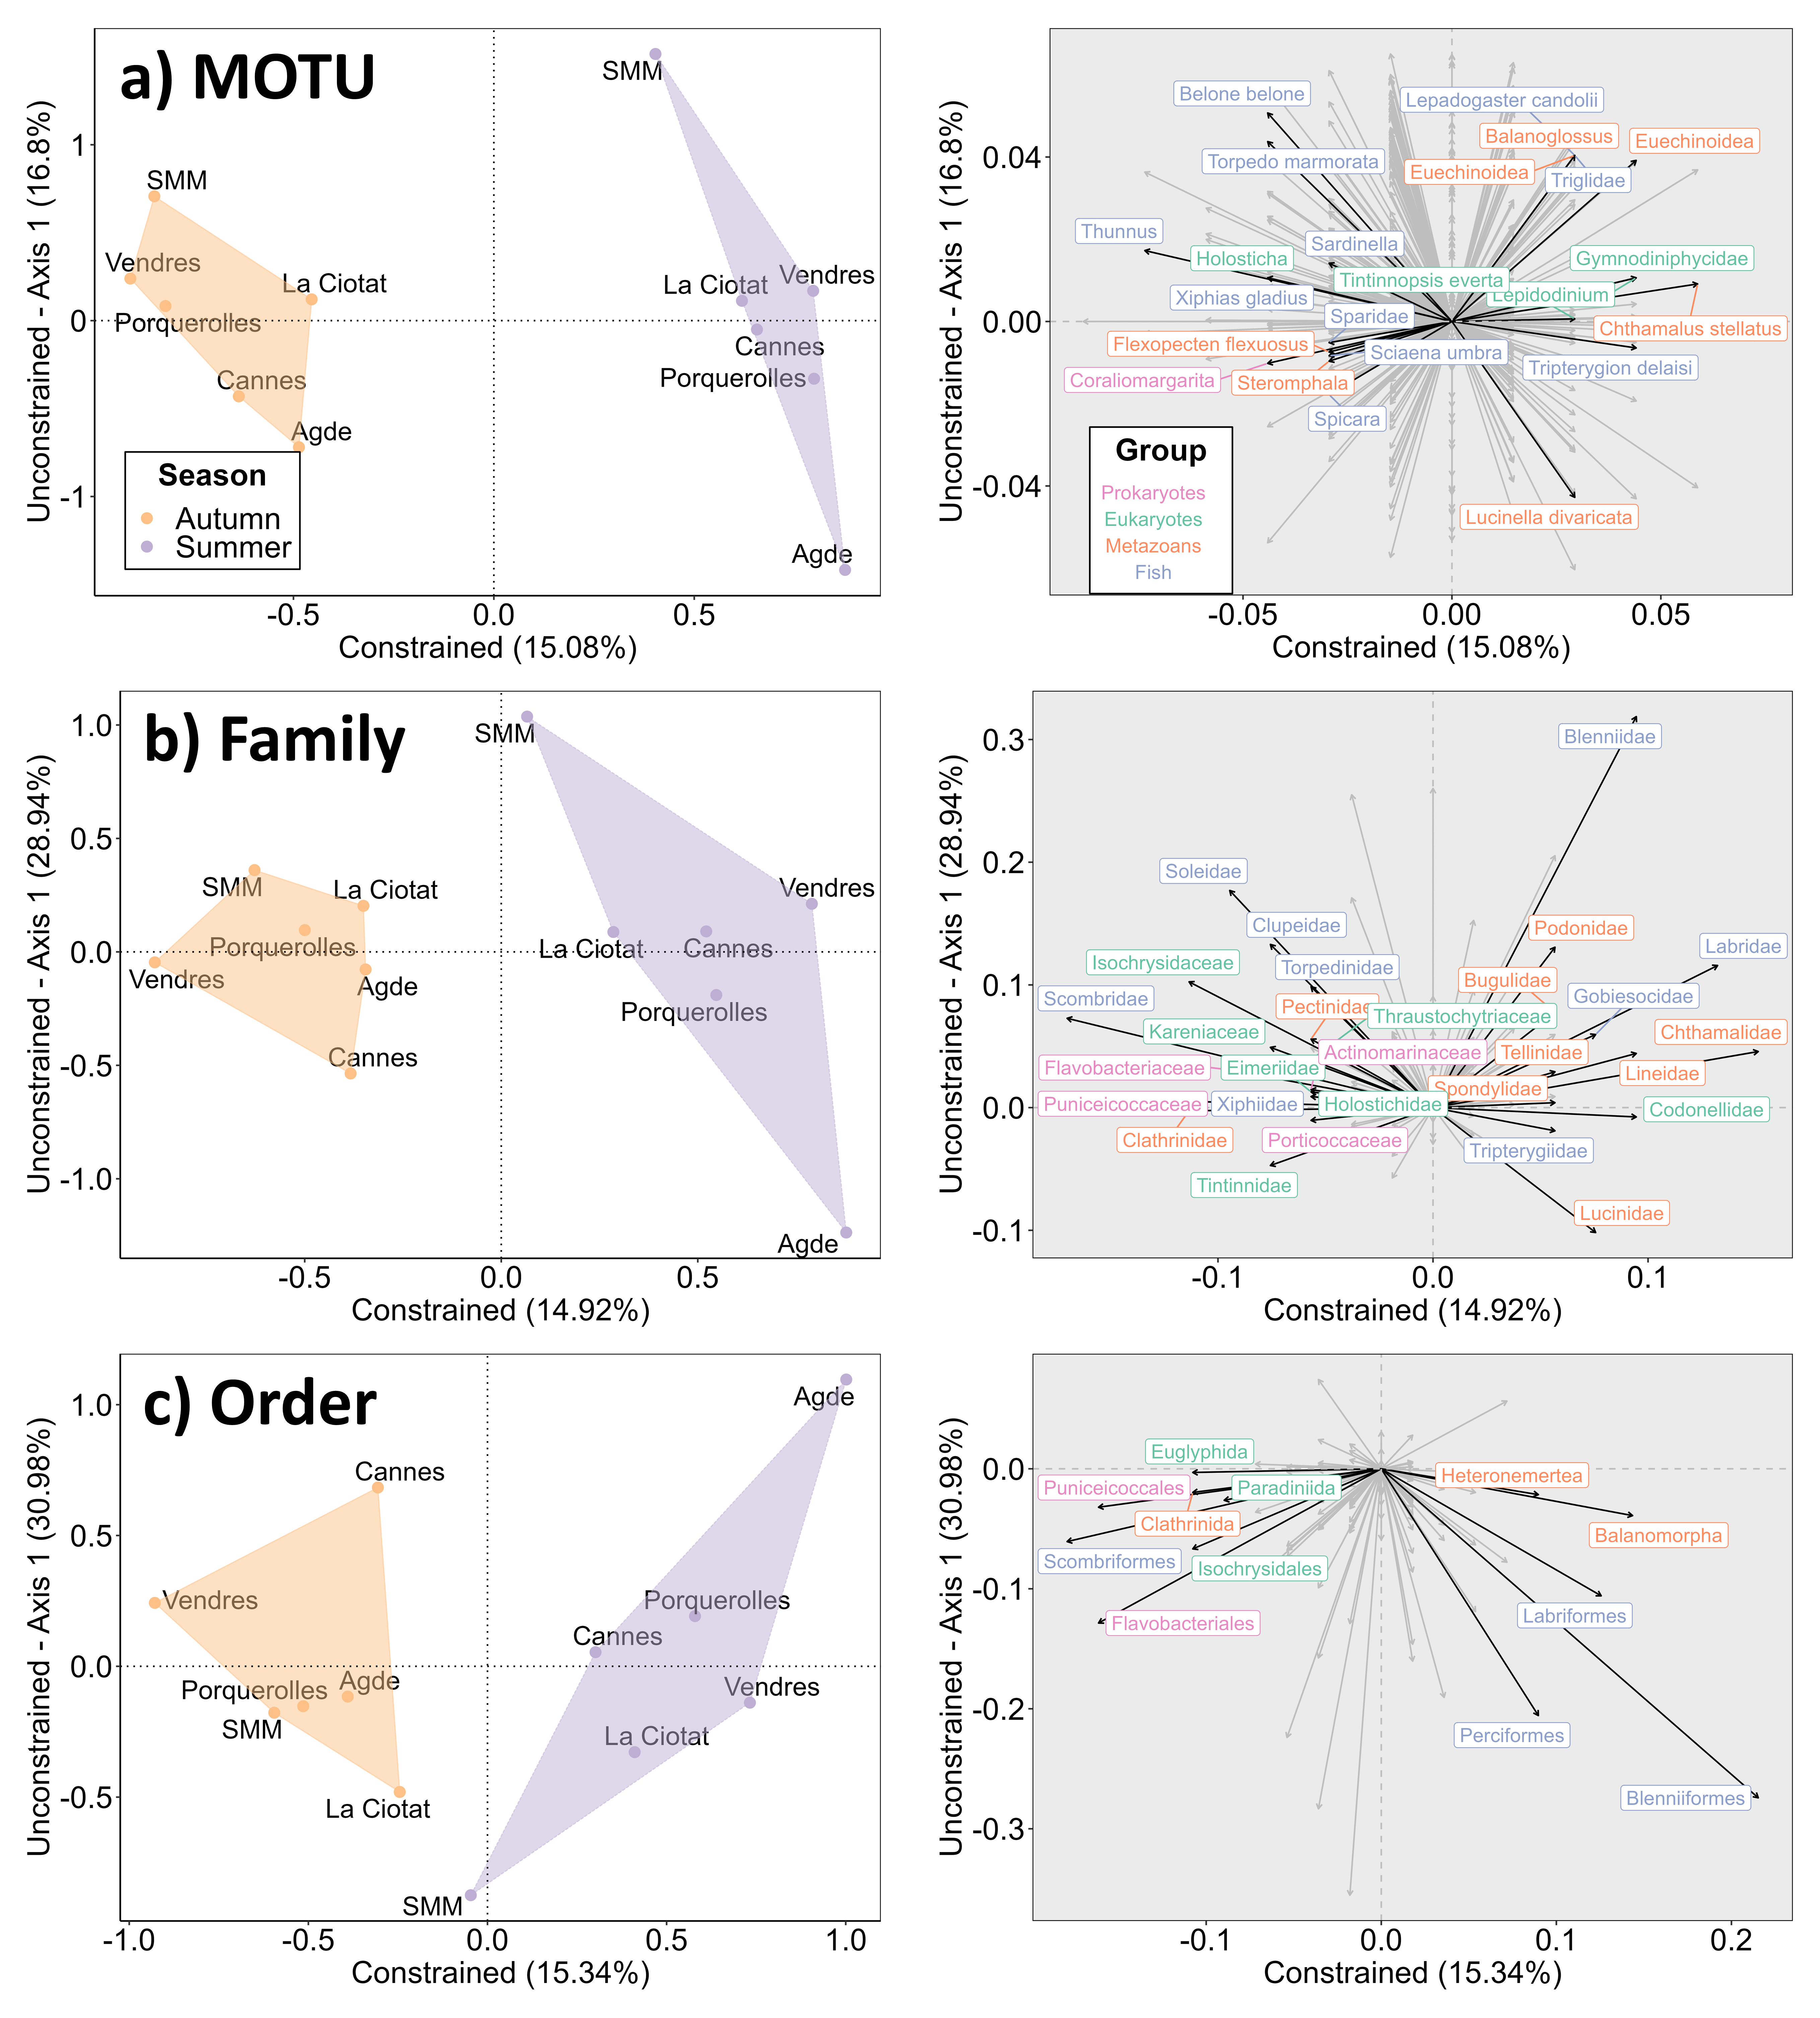 a) MOTU
Unconstrained - Axis 1 (16.8%)
1
0
-1
SMM
SMM
Vendres
La Ciotat
Porquerolles
Cannes
Agde
La Ciotat
Vendres
Cannes
Porquerolles
Agde
Season
Autumn
Summer
-0.5
0.0
0.5
Constrained (15.08%)
Unconstrained - Axis 1 (16.8%)
0.04
0.00
-0.04
Belone belone
Lepadogaster candolii
Balanoglossus
Euechinoidea
Torpedo marmorata
Euechinoidea
Triglidae
Thunnus
Sardinella
Holosticha
Gymnodiniphycidae
Tintinnopsis everta
Xiphias gladius
Lepidodinium
Sparidae
Chthamalus stellatus
Flexopecten flexuosus
Sciaena umbra
Tripterygion delaisi
Coraliomargarita
Steromphala
Spicara
Lucinella divaricata
Group
Prokaryotes
Eukaryotes
Metazoans
Fish
-0.05
0.00
0.05
Constrained (15.08%)
b) Family
Unconstrained - Axis 1 (28.94%)
1.0
0.5
0.0
-0.5
-1.0
SMM
SMM
La Ciotat
Porquerolles
Vendres
Agde
Cannes
Vendres
La Ciotat
Cannes
Porquerolles
Agde
-0.5
0.0
0.5
Constrained (14.92%)
Unconstrained - Axis 1 (28.94%)
0.3
0.2
0.1
0.0
-0.1
Blenniidae
Soleidae
Clupeidae
Podonidae
Labridae
Isochrysidaceae
Torpedinidae
Bugulidae
Scombridae
Gobiesocidae
Pectinidae
Thraustochytriaceae
Kareniaceae
Chthamalidae
Actinomarinaceae
Tellinidae
Flavobacteriaceae
Eimeriidae
Lineidae
Spondylidae
Puniceicoccaceae
Xiphiidae
Holostichidae
Codonellidae
Clathrinidae
Porticoccaceae
Tripterygiidae
Tintinnidae
Lucinidae
-0.1
0.0
0.1
Constrained (14.92%)
c) Order
Unconstrained - Axis 1 (30.98%)
1.0
0.5
0.0
-0.5
Agde
Cannes
Vendres
Porquerolles
Agde
SMM
La Ciotat
Porquerolles
Cannes
Vendres
La Ciotat
SMM
-1.0
-0.5
0.0
0.5
1.0
Constrained (15.34%)
Unconstrained - Axis 1 (30.98%)
0.0
-0.1
-0.2
-0.3
Euglyphida
Heteronemertea
Puniceicoccales
Paradiniida
Clathrinida
Balanomorpha
Scombriformes
Isochrysidales
Labriformes
Flavobacteriales
Perciformes
Blenniiformes
-0.1
0.0
0.1
0.2
Constrained (15.34%)